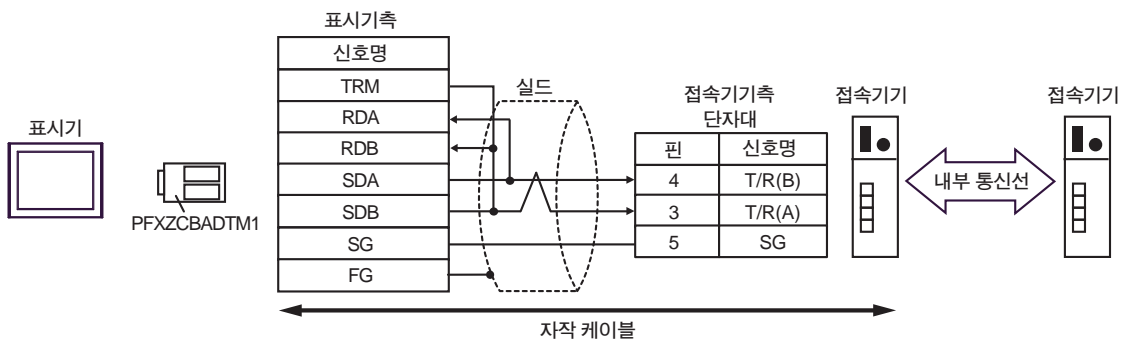 표시기측
신호명
TRM
RDA
RDB
SDA
SDB
SG
FG
실드
접속기기측
단자대
핀 신호명
4 T/R(B)
3 T/R(A)
5 SG
접속기기
접속기기
표시기
PFXZCBADTM1
내부 통신선
자작 케이블